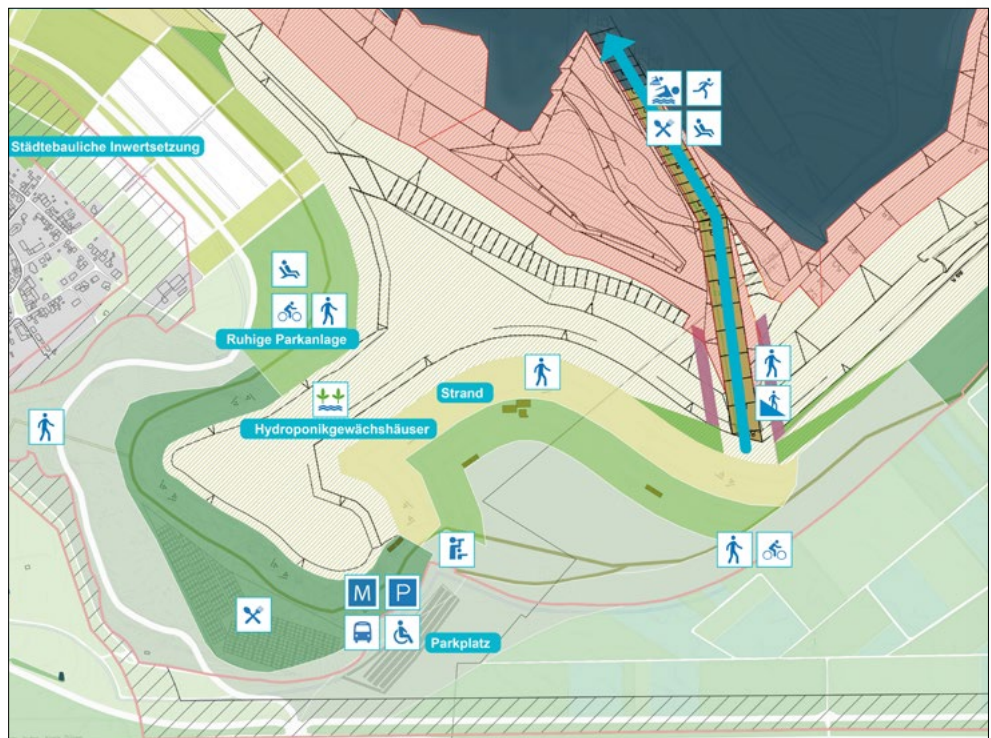 Städtebauliche Inwertsetzung
Ruhige Parkanlage
Strand
Hydroponikgewächshäuser
M P
Parkplatz